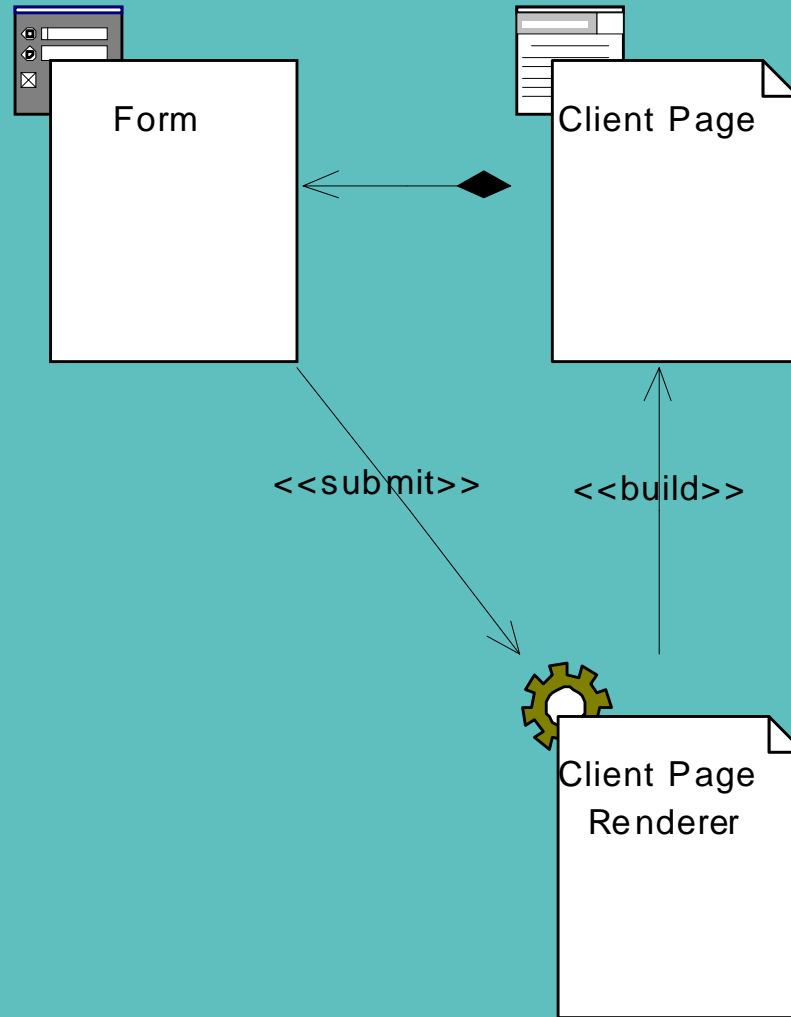 Form
Client Page
<<submit>>
<<build>>
Client Page
Renderer